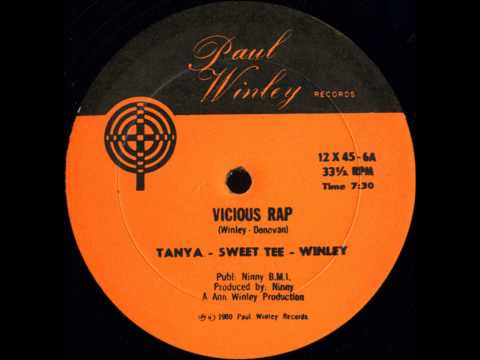 Paul
Winley
RECORDS
12 X 45-6A
33⅓ RPM
Time 7:30
VICIOUS RAP
(Winley - Donovan)
TANYA - SWEET TEE - WINLEY
Publ: Ninny B.M.I.
Produced by: Ninny
A Ann Winley Production
℗ © 1980 Paul Winley Records.